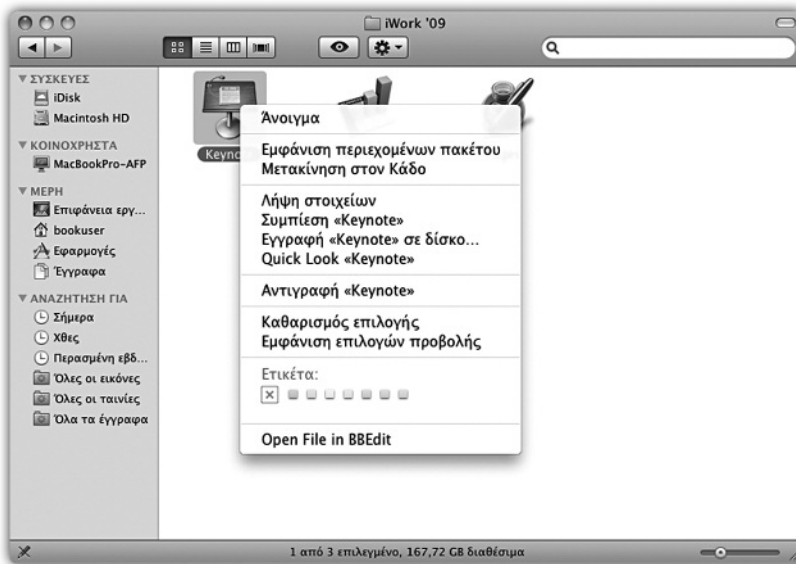 iWork '09
ΣΥΣΚΕΥΕΣ
iDisk
Macintosh HD
ΚΟΙΝΟΧΡΗΣΤΑ
MacBookPro-AFP
ΜΕΡΗ
Επιφάνεια εργ...
bookuser
Εφαρμογές
Έγγραφα
ΑΝΑΖΗΤΗΣΗ ΓΙΑ
Σήμερα
Χθες
Περασμένη εβδ...
Όλες οι εικόνες
Όλες οι ταινίες
Όλα τα έγγραφα
Άνοιγμα
Εμφάνιση περιεχομένων πακέτου
Μετακίνηση στον Κάδο
Λήψη στοιχείων
Συμπίεση «Keynote»
Εγγραφή «Keynote» σε δίσκο...
Quick Look «Keynote»
Αντιγραφή «Keynote»
Καθαρισμός επιλογής
Εμφάνιση επιλογών προβολής
Ετικέτα:
Open File in BBEdit
1 από 3 επιλεγμένο, 167,72 GB διαθέσιμα